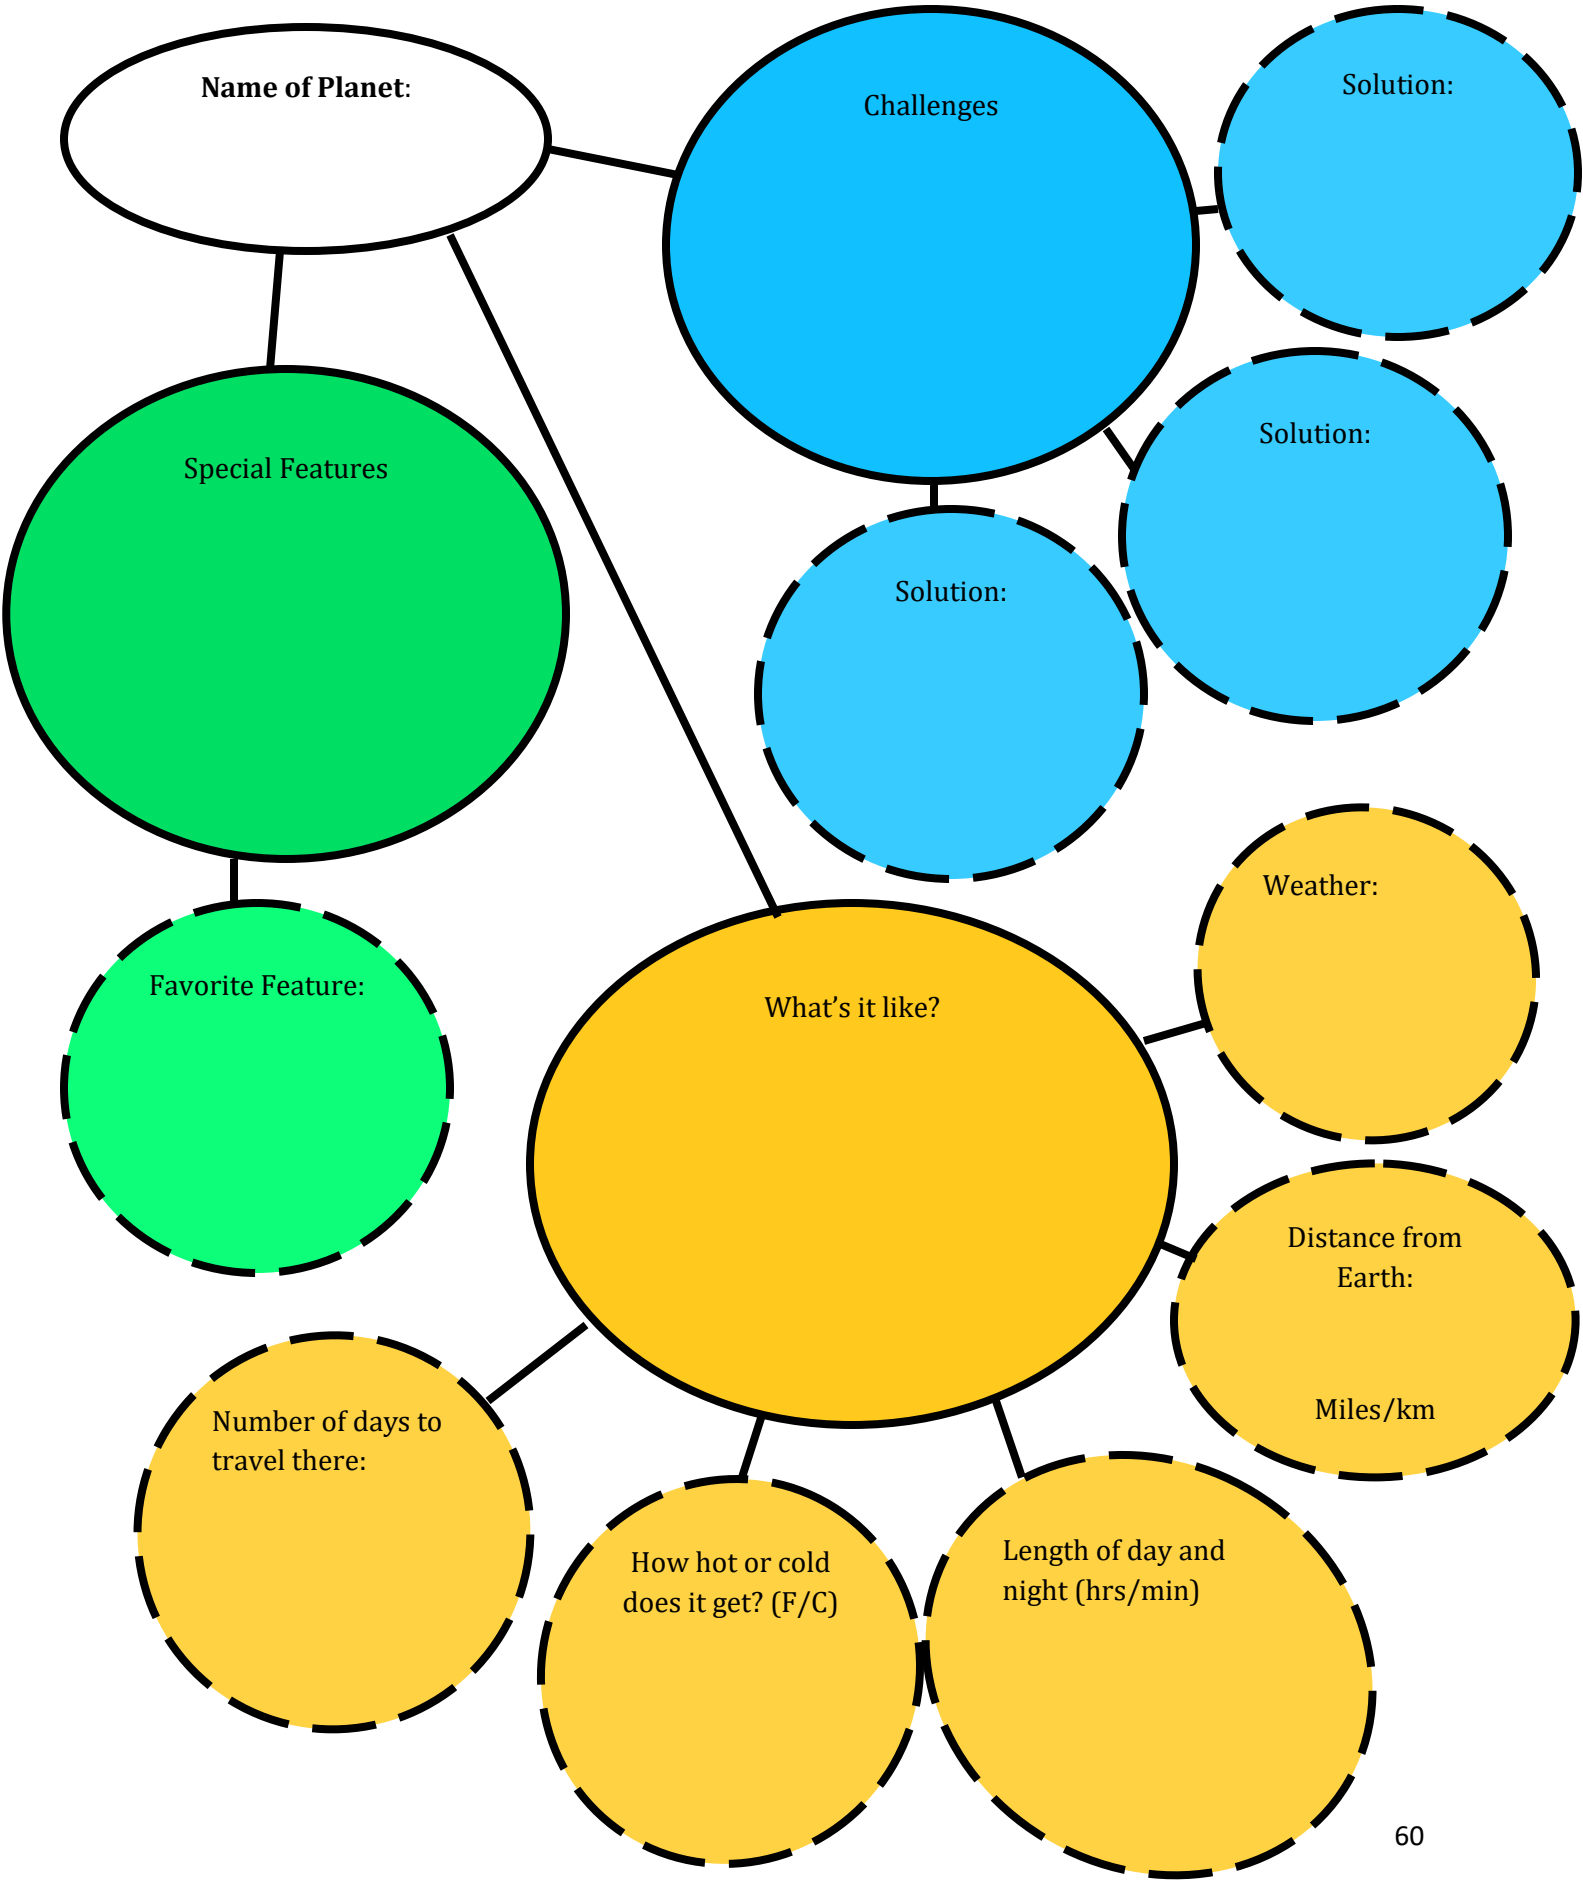 Name of Planet:
Challenges
Solution:
Solution:
Solution:
Special Features
Favorite Feature:
What’s it like?
Weather:
Distance from
Earth:
Miles/km
Number of days to
travel there:
How hot or cold
does it get? (F/C)
Length of day and
night (hrs/min)
60